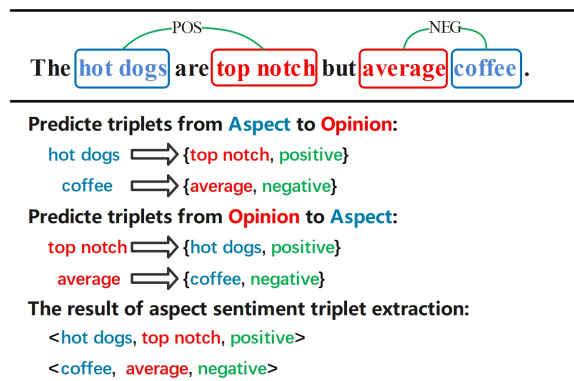 POS NEG
The hot dogs are top notch but average coffee .
Predicte triplets from Aspect to Opinion:
hot dogs {top notch, positive}
coffee {average, negative}
Predicte triplets from Opinion to Aspect:
top notch {hot dogs, positive}
average {coffee, negative}
The result of aspect sentiment triplet extraction:
<hot dogs, top notch, positive>
<coffee, average, negative>